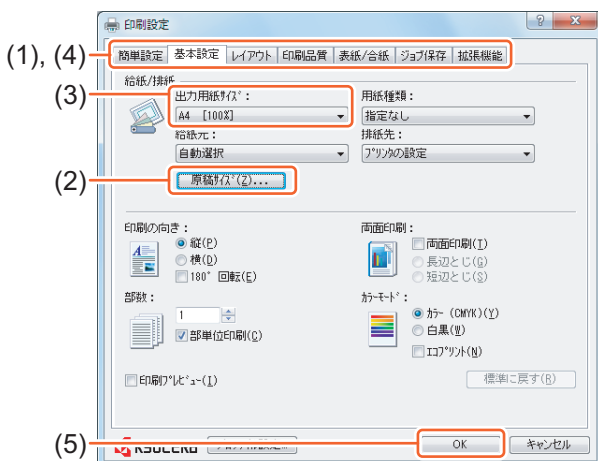 印刷設定
(1), (4)
簡単設定 基本設定 レイアウト 印刷品質 表紙/合紙 ジョブ保存 拡張機能
給紙/排紙
(3)
出力用紙ｻｲｽﾞ:
用紙種類:
A4 [100%]
指定なし
給紙元:
排紙先:
自動選択
ﾌﾟﾘﾝﾀの設定
(2)
原稿ｻｲｽﾞ(Z)...
印刷の向き:
両面印刷:
縦(P)
両面印刷(I)
横(Q)
長辺とじ(G)
180° 回転(E)
短辺とじ(S)
部数:
ｶﾗｰﾓｰﾄﾞ:
1
ｶﾗｰ (CMYK)(Y)
部単位印刷(C)
白黒(W)
ｴｺﾌﾟﾘﾝﾄ(N)
印刷ﾌﾟﾚﾋﾞｭｰ(I)
標準に戻す(R)
(5)
KYOCERA
OK
キャンセル